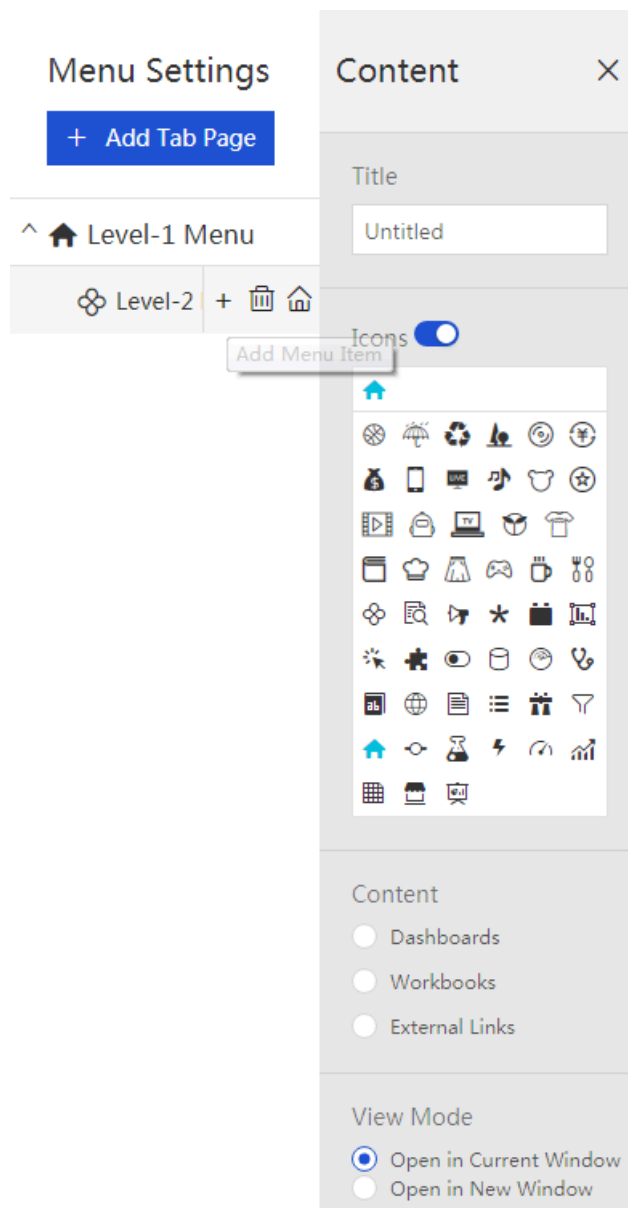 Menu Settings
+ Add Tab Page
Level-1 Menu
Level-2
Add Menu Item
Content
Title
Untitled
Icons
LIVE
TV
ab
Content
Dashboards
Workbooks
External Links
View Mode
Open in Current Window
Open in New Window